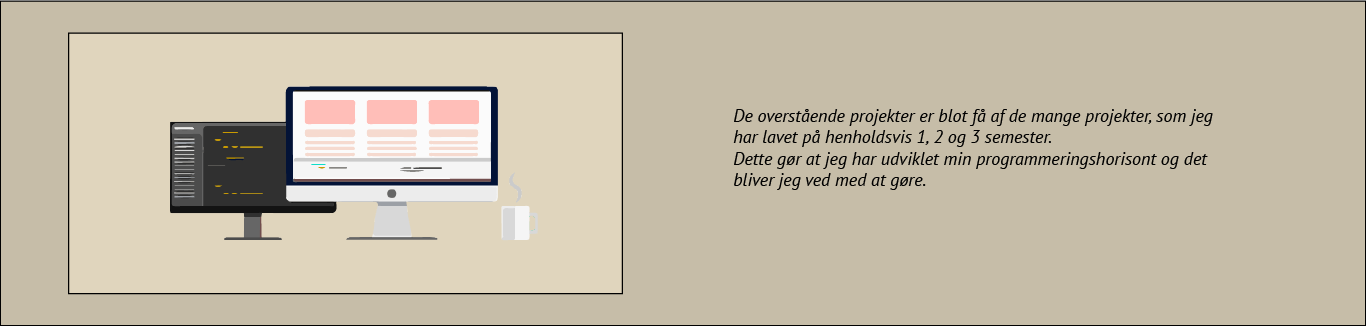 De overstående projekter er blot få af de mange projekter, som jeg
har lavet på henholdsvis 1, 2 og 3 semester.
Dette gør at jeg har udviklet min programmeringshorisont og det
bliver jeg ved med at gøre.